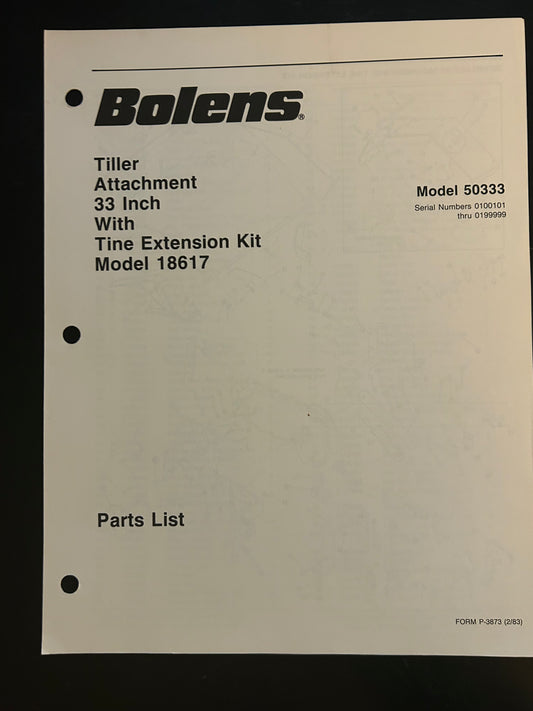 Bolens®
Tiller
Attachment
33 Inch
With
Tine Extension Kit
Model 18617
Model 50333
Serial Numbers 0100101
thru 0199999
Parts List
FORM P-3873 (2/83)